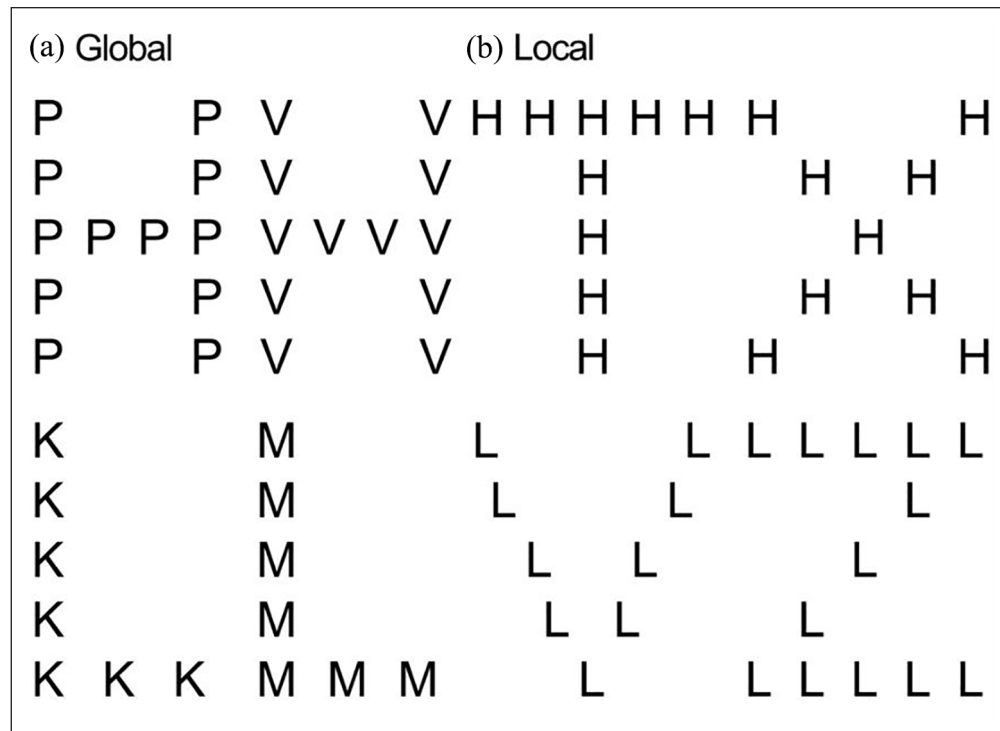 (a) Global (b) Local
P P V V H H H H H H H
P P V V H H H
P P P P V V V V H H
P P V V H H H
P P V V H H H
K M L L L L L L L
K M L L L
K M L L L
K M L L L
K K K M M M L L L L L L